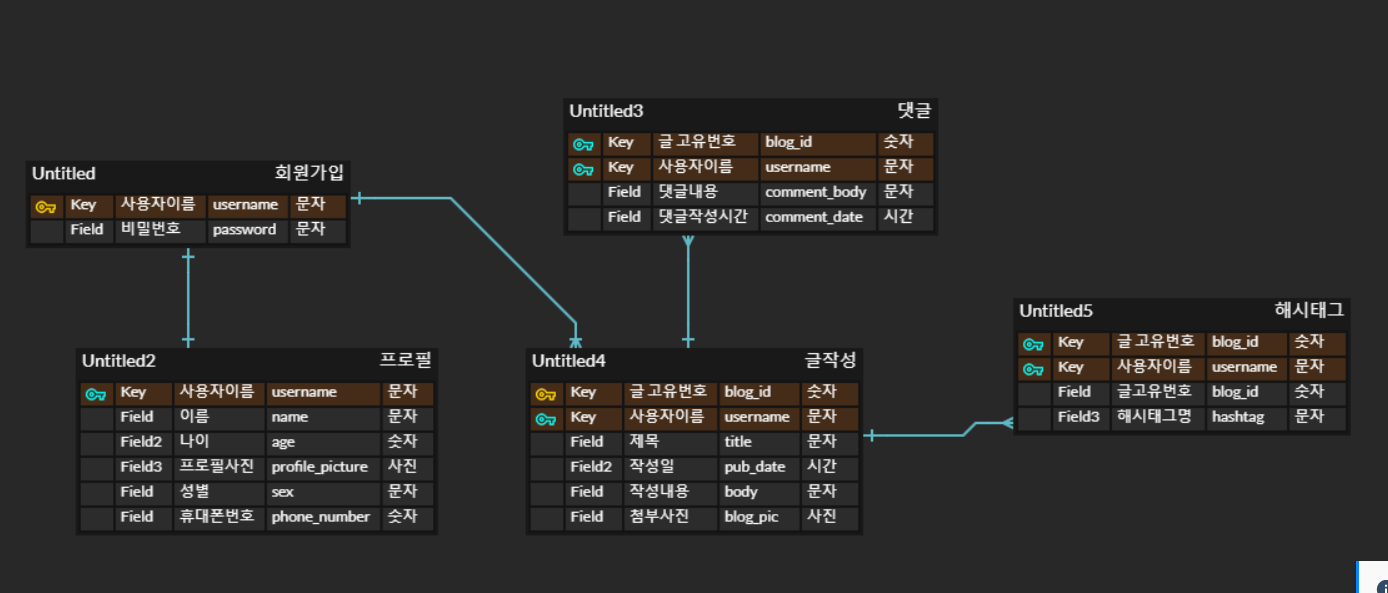 Untitled 회원가입
Key 사용자이름 username 문자
Field 비밀번호 password 문자
Untitled2 프로필
Key 사용자이름 username 문자
Field 이름 name 문자
Field2 나이 age 숫자
Field3 프로필사진 profile_picture 사진
Field 성별 sex 문자
Field 휴대폰번호 phone_number 숫자
Untitled3 댓글
Key 글 고유번호 blog_id 숫자
Key 사용자이름 username 문자
Field 댓글내용 comment_body 문자
Field 댓글작성시간 comment_date 시간
Untitled4 글작성
Key 글 고유번호 blog_id 숫자
Key 사용자이름 username 문자
Field 제목 title 문자
Field2 작성일 pub_date 시간
Field 작성내용 body 문자
Field 첨부사진 blog_pic 사진
Untitled5 해시태그
Key 글 고유번호 blog_id 숫자
Key 사용자이름 username 문자
Field 글고유번호 blog_id 숫자
Field3 해시태그명 hashtag 문자